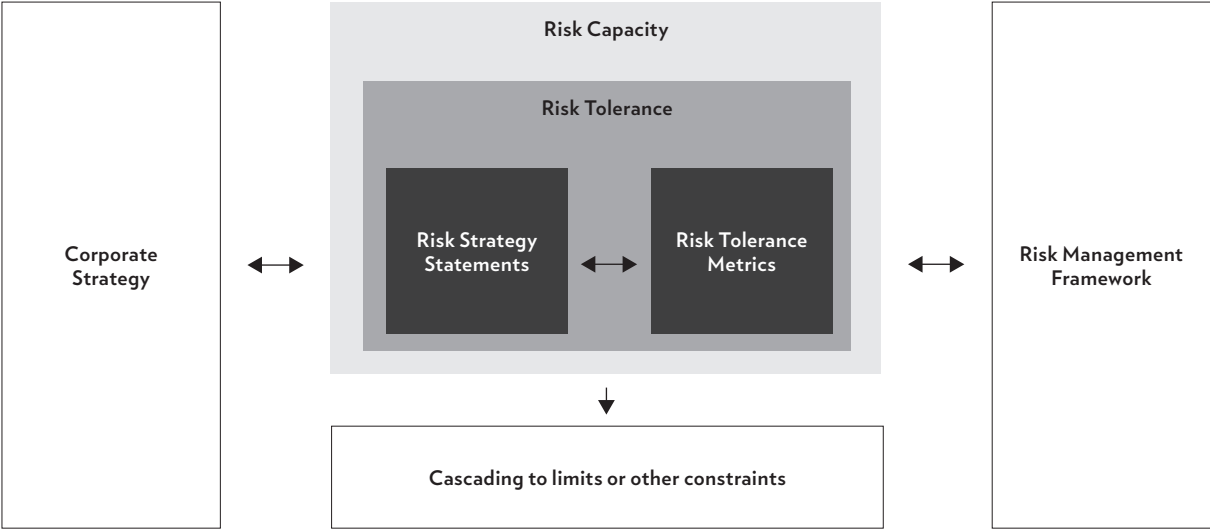 Risk Capacity
Risk Tolerance
Corporate
Strategy
Risk Strategy
Statements
Risk Tolerance
Metrics
Risk Management
Framework
Cascading to limits or other constraints